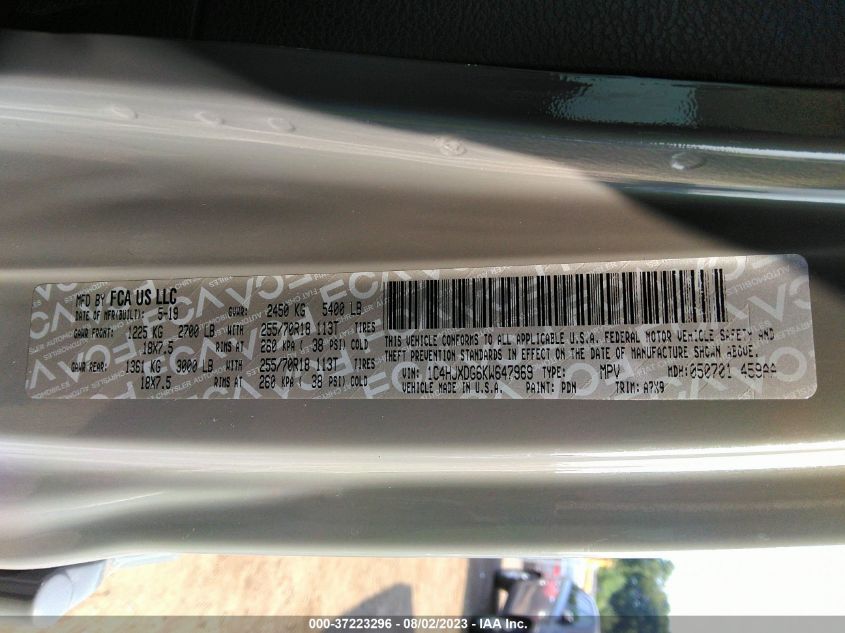 MFD BY FCA US LLC
DATE OF MFR(BUILT): 5-19 GVWR: 2450 KG 5400 LB
GAWR FRONT: 1225 KG 2700 LB WITH 255/70R18 113T TIRES
18X7.5 RIMS AT 260 KPA ( 38 PSI) COLD
GAWR REAR: 1361 KG 3000 LB WITH 255/70R18 113T TIRES
18X7.5 RIMS AT 260 KPA ( 38 PSI) COLD
THIS VEHICLE CONFORMS TO ALL APPLICABLE U.S.A. FEDERAL MOTOR VEHICLE SAFETY AND
THEFT PREVENTION STANDARDS IN EFFECT ON THE DATE OF MANUFACTURE SHOWN ABOVE.
VIN: 1C4HJXDG6KW647969 TYPE: MPV MDH:050701 459AA
VEHICLE MADE IN U.S.A. PAINT: PDN TRIM: A7X9
000-37223296 - 08/02/2023 - IAA Inc.